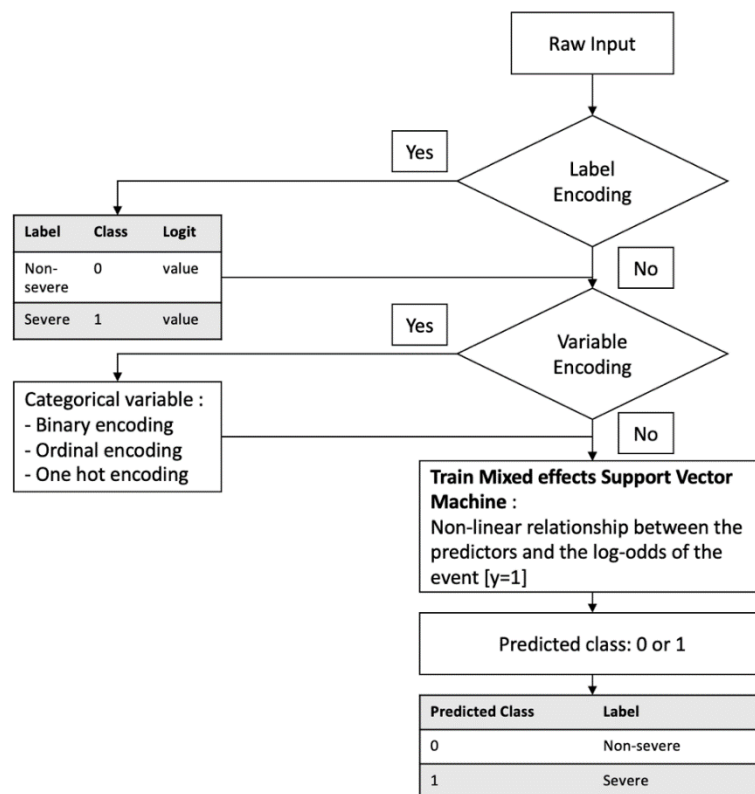 Raw Input
Yes
Label
Encoding
Label Class Logit
Non-
severe 0 value
Severe 1 value
No
Yes
Variable
Encoding
Categorical variable :
- Binary encoding
- Ordinal encoding
- One hot encoding
No
Train Mixed effects Support Vector
Machine :
Non-linear relationship between the
predictors and the log-odds of the
event [y=1]
Predicted class: 0 or 1
Predicted Class Label
0 Non-severe
1 Severe